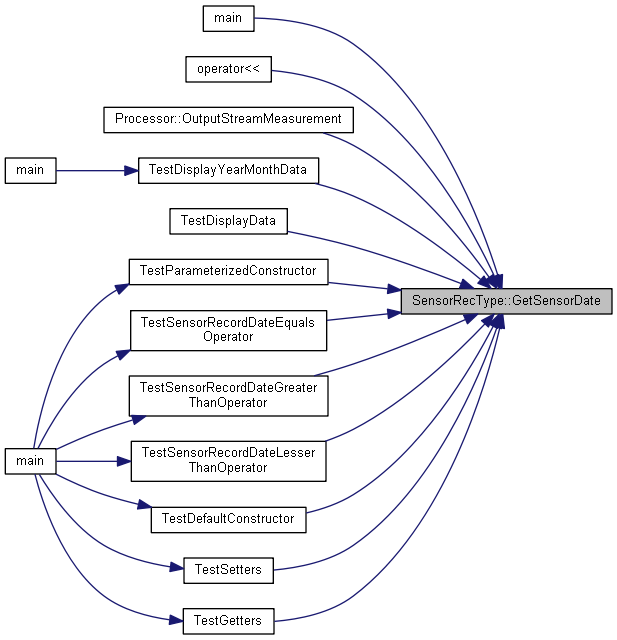 main
operator<<
Processor::OutputStreamMeasurement
main
TestDisplayYearMonthData
TestDisplayData
TestParameterizedConstructor
SensorRecType::GetSensorDate
TestSensorRecordDateEquals
Operator
TestSensorRecordDateGreater
ThanOperator
main
TestSensorRecordDateLesser
ThanOperator
TestDefaultConstructor
TestSetters
TestGetters